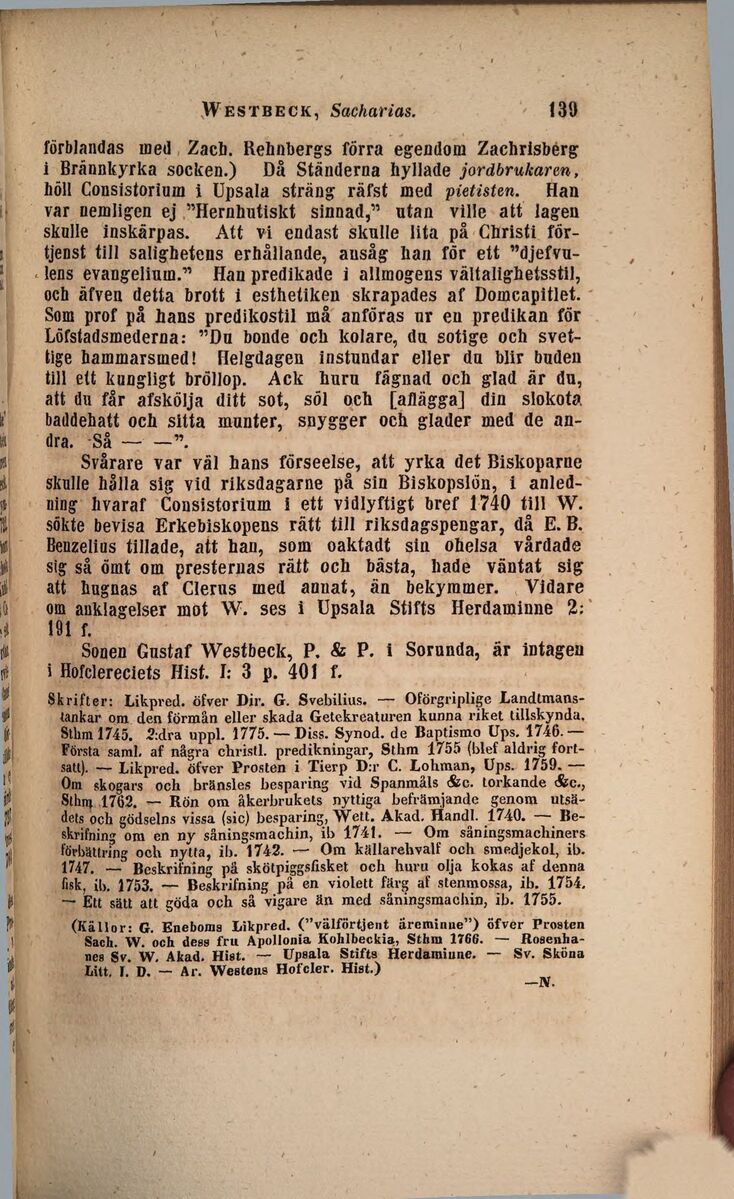 WESTBECK, Sacharias. 139
förblandas med Zach. Rehnbergs förra egendom Zachrisberg
i Brännkyrka socken.) Då Ständerna hyllade jordbrukaren,
höll Consistorium i Upsala sträng räfst med pietisten. Han
var nemligen ej "Hernhutiskt sinnad," utan ville att lagen
skulle inskärpas. Att vi endast skulle lita på Christi för-
tjenst till salighetens erhållande, ansåg han för ett "djefvu-
lens evangelium." Han predikade i allmogens vältalighetsstil,
och äfven detta brott i esthetiken skrapades af Domcapitlet.
Som prof på hans predikostil må anföras ur en predikan för
Löfstadsmederna: "Du bonde och kolare, du sotige och svet-
tige hammarsmed! Helgdagen instundar eller du blir buden
till ett kungligt bröllop. Ack huru fägnad och glad är du,
att du får afskölja ditt sot, söl och [aflägga] din slokota
baddehatt och sitta munter, snygger och glader med de an-
dra. Så — —".
Svårare var väl hans förseelse, att yrka det Biskoparne
skulle hålla sig vid riksdagarne på sin Biskopslön, i anled-
ning hvaraf Consistorium i ett vidlyftigt bref 1740 till W.
sökte bevisa Erkebiskopens rätt till riksdagspengar, då E. B.
Benzelius tillade, att han, som oaktadt sin ohelsa vårdade
sig så ömt om presternas rätt och bästa, hade väntat sig
att hugnas af Clerus med annat, än bekymmer. Vidare
om anklagelser mot W. ses i Upsala Stifts Herdaminne 2:
191 f.
Sonen Gustaf Westbeck, P. & P. i Sorunda, är intagen
i Hofclereciets Hist. I: 3 p. 401 f.
Skrifter: Likpred. öfver Dir. G. Svebilius. — Oförgriplige Landtmans-
tankar om den förmån eller skada Getekreaturen kunna riket tillskynda.
Sthm 1745. 2:dra uppl. 1775. — Diss. Synod. de Baptismo Ups. 1746. —
Första saml. af några christl. predikningar, Sthm 1755 (blef aldrig fort-
satt). — Likpred. öfver Prosten i Tierp D:r C. Lohman, Ups. 1759. —
Om skogars och bränsles besparing vid Spanmåls &c. torkande &c.,
Sthm 1762. — Rön om åkerbrukets nyttiga befrämjande genom utsä-
dets och gödselns vissa (sic) besparing, Wett. Akad. Handl. 1740. — Be-
skrifning om en ny såningsmachin, ib 1741. — Om såningsmachiners
förbättring och nytta, ib. 1742. — Om källarehvalf och smedjekol, ib.
1747. — Beskrifning på skötpiggsfisket och huru olja kokas af denna
fisk, ib. 1753. — Beskrifning på en violett färg af stenmossa, ib. 1754.
— Ett sätt att göda och så vigare än med såningsmachin, ib. 1755.
(Källor: G. Eneboms Likpred. ("välförtjent äreminne") öfver Prosten
Sach. W. och dess fru Apollonia Kohlbeckia, Sthm 1766. — Rosenha-
nes Sv. W. Akad. Hist. — Upsala Stifts Herdaminne. — Sv. Sköna
Litt. I. D. — Ar. Westens Hofcler. Hist.)
—N.